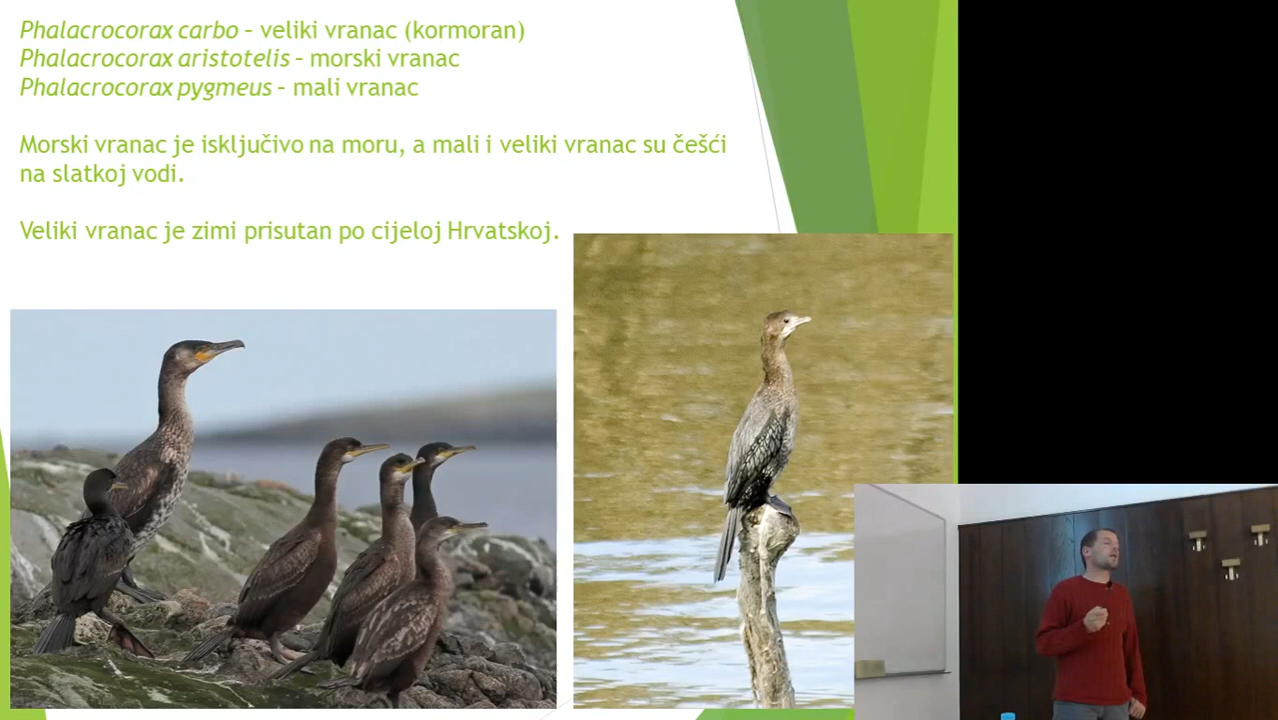 Phalacrocorax carbo – veliki vranac (kormoran)
Phalacrocorax aristotelis – morski vranac
Phalacrocorax pygmeus – mali vranac
Morski vranac je isključivo na moru, a mali i veliki vranac su češći
na slatkoj vodi.
Veliki vranac je zimi prisutan po cijeloj Hrvatskoj.